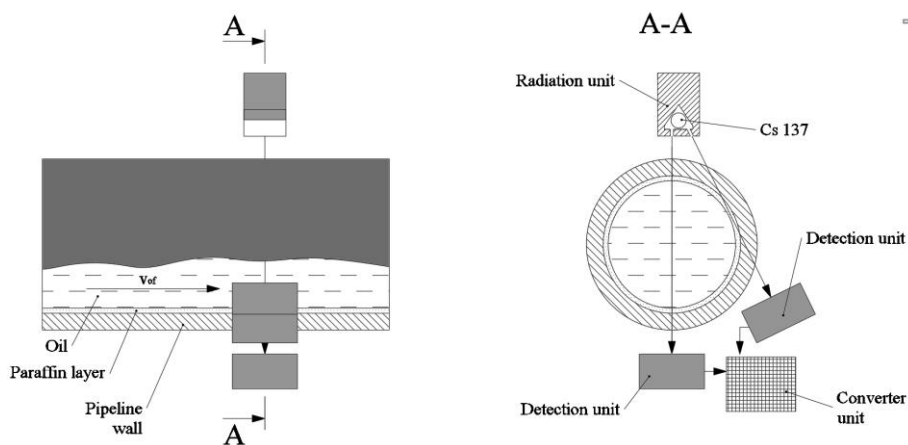 A
A-A
Radiation unit
Cs 137
Detection unit
vof
Oil
Paraffin layer
Pipeline
wall
A
Detection unit
Converter
unit